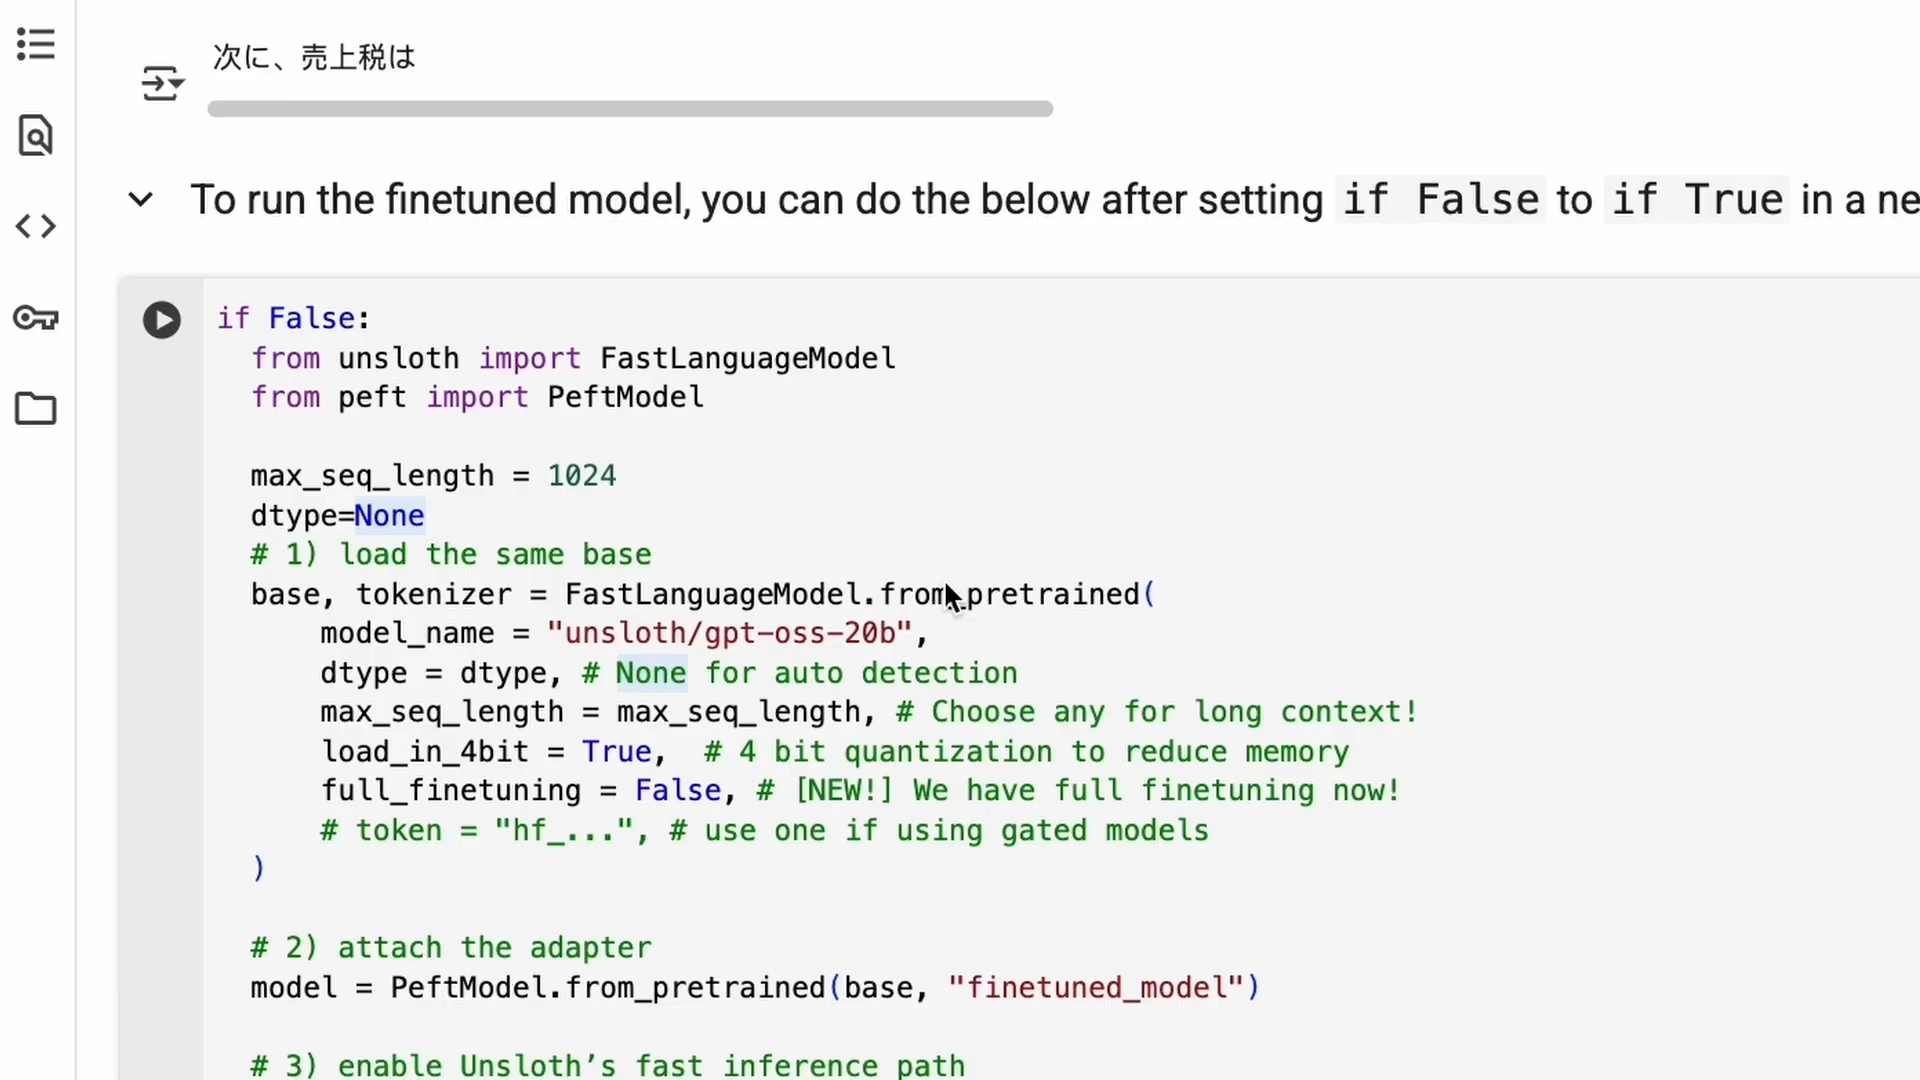 次に、売上税は
To run the finetuned model, you can do the below after setting if False to if True in a ne
if False:
  from unsloth import FastLanguageModel
  from peft import PeftModel

  max_seq_length = 1024
  dtype=None
  # 1) load the same base
  base, tokenizer = FastLanguageModel.from_pretrained(
      model_name = "unsloth/gpt-oss-20b",
      dtype = dtype, # None for auto detection
      max_seq_length = max_seq_length, # Choose any for long context!
      load_in_4bit = True,  # 4 bit quantization to reduce memory
      full_finetuning = False, # [NEW!] We have full finetuning now!
      # token = "hf_...", # use one if using gated models
  )

  # 2) attach the adapter
  model = PeftModel.from_pretrained(base, "finetuned_model")

  # 3) enable Unsloth’s fast inference path